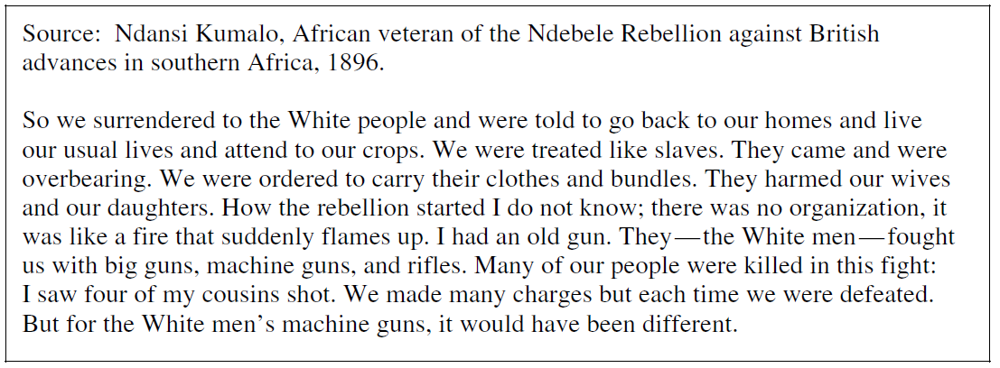 Source:  Ndansi Kumalo, African veteran of the Ndebele Rebellion against British
advances in southern Africa, 1896.
So we surrendered to the White people and were told to go back to our homes and live
our usual lives and attend to our crops. We were treated like slaves. They came and were
overbearing. We were ordered to carry their clothes and bundles. They harmed our wives
and our daughters. How the rebellion started I do not know; there was no organization, it
was like a fire that suddenly flames up. I had an old gun. They—the White men—fought
us with big guns, machine guns, and rifles. Many of our people were killed in this fight:
I saw four of my cousins shot. We made many charges but each time we were defeated.
But for the White men’s machine guns, it would have been different.